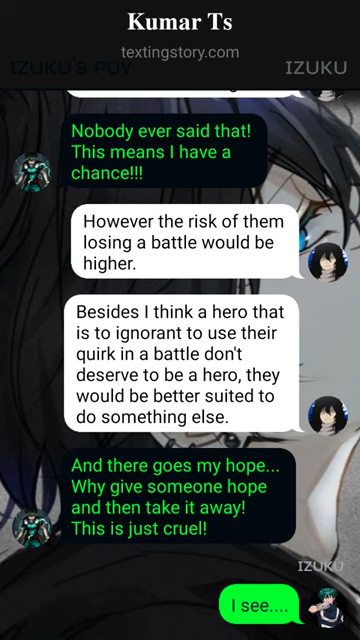 Kumar Ts
textingstory.com
IZUKU'S POV
IZUKU
Nobody ever said that!
This means I have a
chance!!!
However the risk of them
losing a battle would be
higher.
Besides I think a hero that
is to ignorant to use their
quirk in a battle don't
deserve to be a hero, they
would be better suited to
do something else.
And there goes my hope...
Why give someone hope
and then take it away!
This is just cruel!
IZUKU
I see....